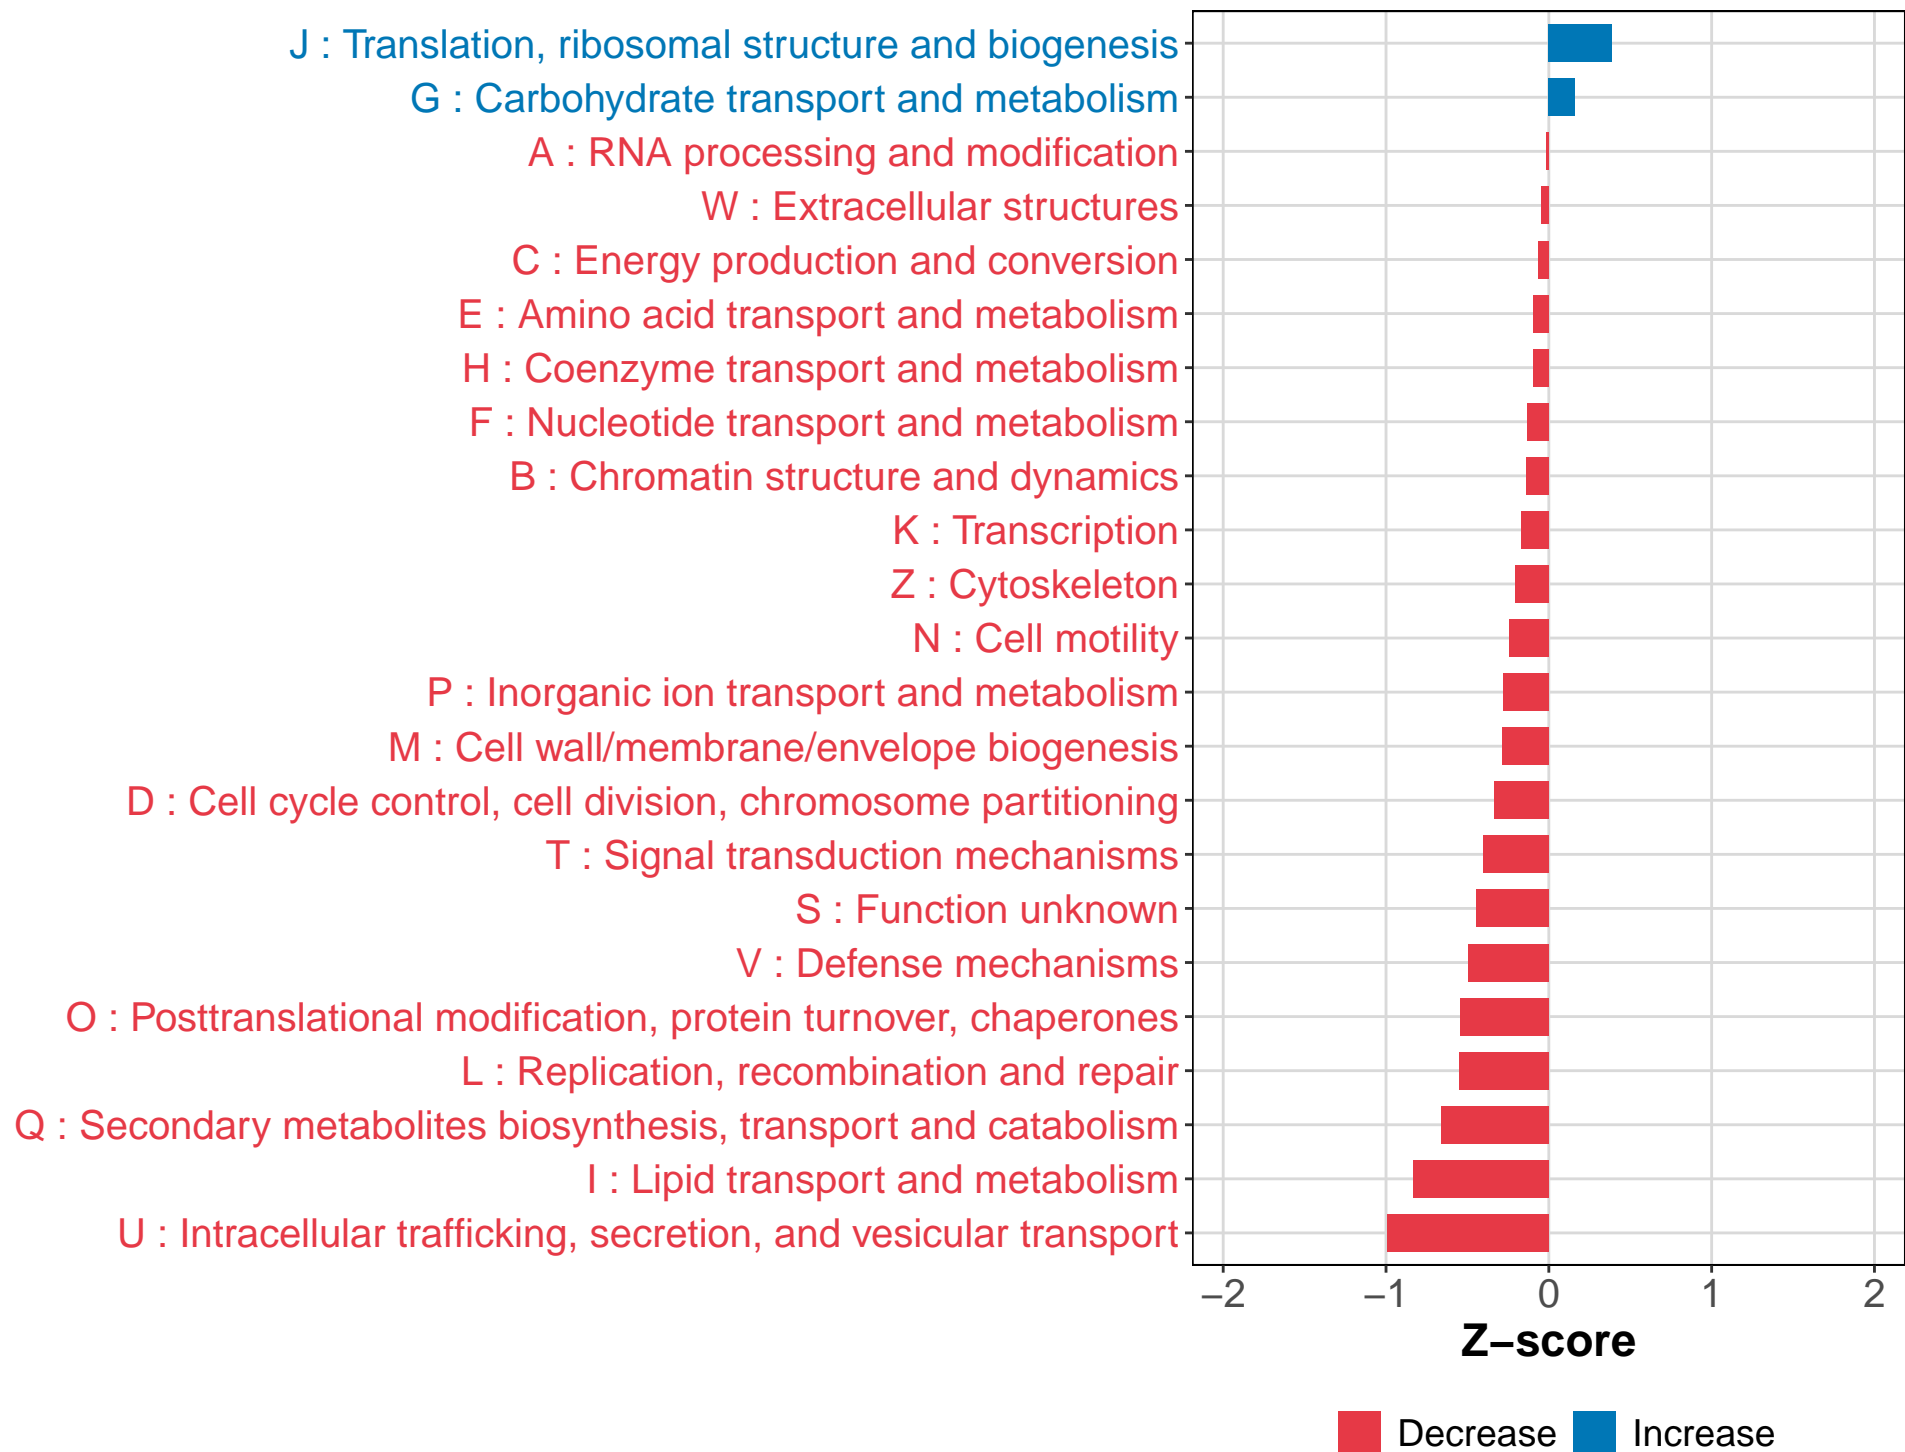 J : Translation, ribosomal structure and biogenesis
G : Carbohydrate transport and metabolism
A : RNA processing and modification
W : Extracellular structures
C : Energy production and conversion
E : Amino acid transport and metabolism
H : Coenzyme transport and metabolism
F : Nucleotide transport and metabolism
B : Chromatin structure and dynamics
K : Transcription
Z : Cytoskeleton
N : Cell motility
P : Inorganic ion transport and metabolism
M : Cell wall/membrane/envelope biogenesis
D : Cell cycle control, cell division, chromosome partitioning
T : Signal transduction mechanisms
S : Function unknown
V : Defense mechanisms
O : Posttranslational modification, protein turnover, chaperones
L : Replication, recombination and repair
Q : Secondary metabolites biosynthesis, transport and catabolism
I : Lipid transport and metabolism
U : Intracellular trafficking, secretion, and vesicular transport
−2 −1 0 1 2
Z−score
Decrease Increase